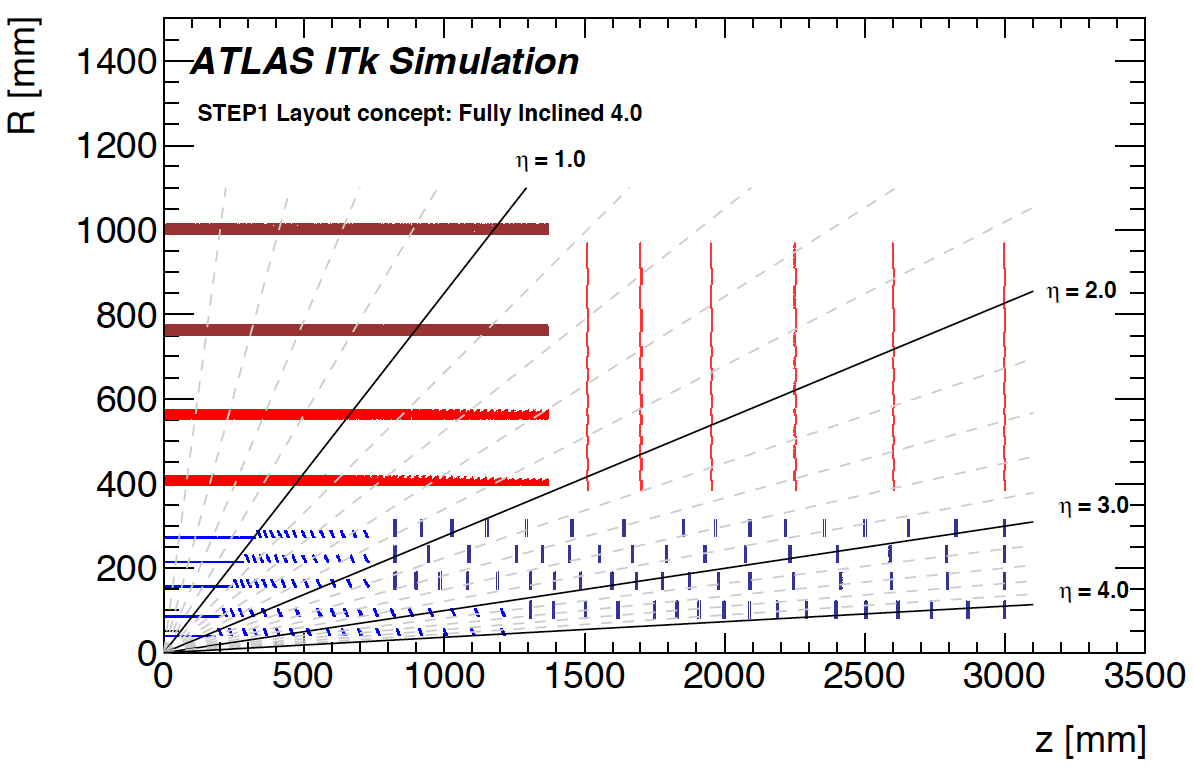 R [mm]
1400
ATLAS ITk Simulation
STEP1 Layout concept: Fully Inclined 4.0
1200
η = 1.0
1000
800
η = 2.0
600
400
η = 3.0
200
η = 4.0
0
0 500 1000 1500 2000 2500 3000 3500
z [mm]